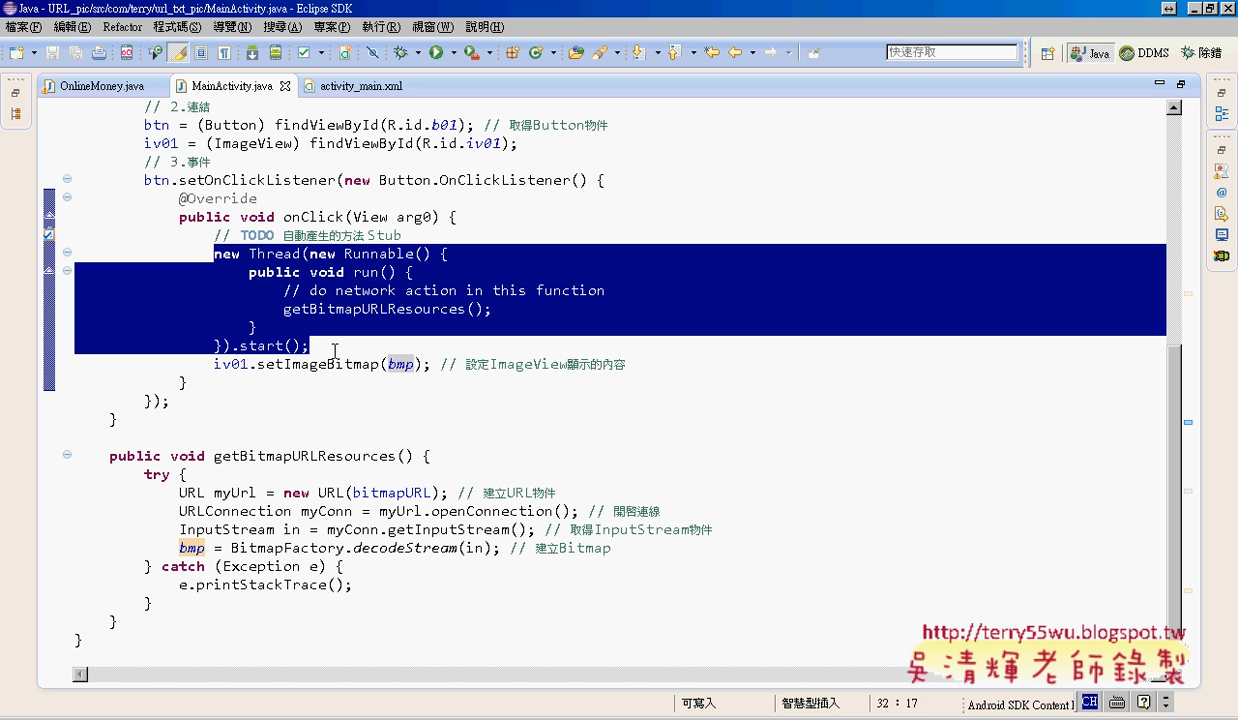 Java - URL_pic/src/com/terry/url_txt_pic/MainActivity.java - Eclipse SDK
檔案(F) 編輯(E) Refactor 程式碼(S) 導覽(N) 搜尋(A) 專案(P) 執行(R) 視窗(W) 說明(H)
快速存取 Java DDMS 除錯
OnlineMoney.java MainActivity.java activity_main.xml
// 2.連結
btn = (Button) findViewById(R.id.b01); // 取得Button物件
iv01 = (ImageView) findViewById(R.id.iv01);
// 3.事件
btn.setOnClickListener(new Button.OnClickListener() {
@Override
public void onClick(View arg0) {
// TODO 自動產生的方法 Stub
new Thread(new Runnable() {
public void run() {
// do network action in this function
getBitmapURLResources();
}
}).start();
iv01.setImageBitmap(bmp); // 設定ImageView顯示的內容
}
});
}
public void getBitmapURLResources() {
try {
URL myUrl = new URL(bitmapURL); // 建立URL物件
URLConnection myConn = myUrl.openConnection(); // 開啓連線
InputStream in = myConn.getInputStream(); // 取得InputStream物件
bmp = BitmapFactory.decodeStream(in); // 建立Bitmap
} catch (Exception e) {
e.printStackTrace();
}
}
}
http://terry55wu.blogspot.tw
吳清輝老師錄製
可寫入 智慧型插入 32 : 17 Android SDK Content l CH